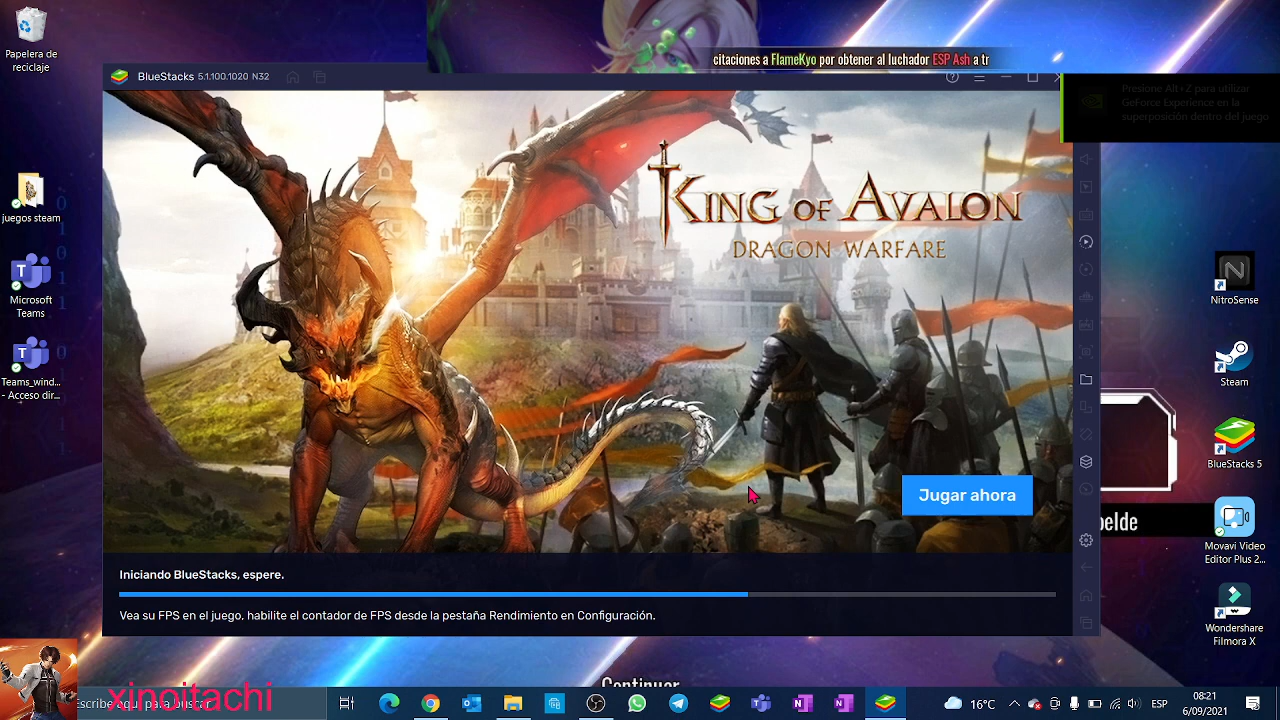 Papelera de
reciclaje
citaciones a FlameKyo por obtener al luchador ESP Ash a tr
BlueStacks 5.1.100.1020 N32
Presione Alt+Z para utilizar
GeForce Experience en la
superposición dentro del juego
KING OF AVALON
DRAGON WARFARE
juegos steam
Microsoft
Teams
Teams_wind...
- Acceso dir...
NitroSense
Steam
BlueStacks 5
Jugar ahora
belde
Movavi Video
Editor Plus 2...
Iniciando BlueStacks, espere.
Vea su FPS en el juego, habilite el contador de FPS desde la pestaña Rendimiento en Configuración.
Wondershare
Filmora X
Continuar
xinoitachi
Escribe aquí para buscar
16°C
ESP
08:21
6/09/2021